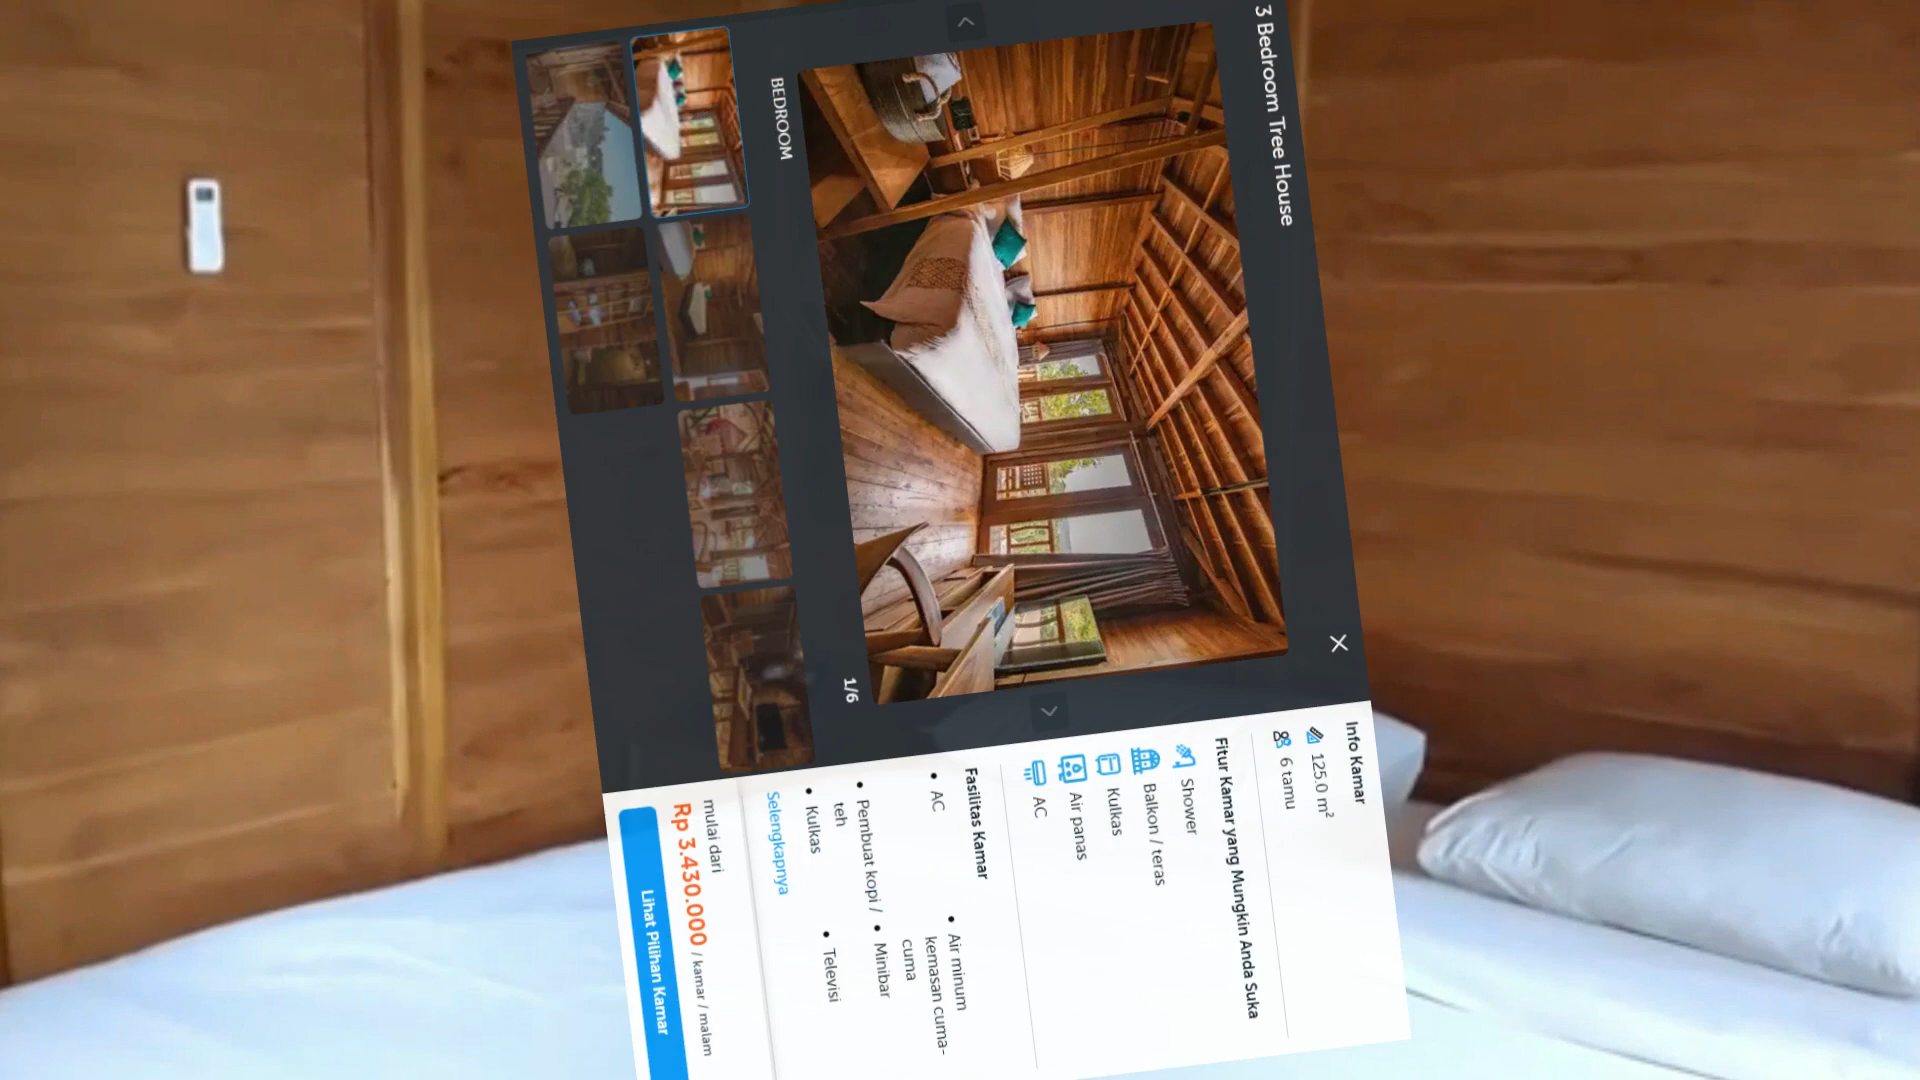 3 Bedroom Tree House
BEDROOM
1/6
Info Kamar
125.0 m²
6 tamu
Fitur Kamar yang Mungkin Anda Suka
Shower
Balkon / teras
Kulkas
Air panas
AC
Fasilitas Kamar
• AC
• Air minum
kemasan cuma-
cuma
• Pembuat kopi /
teh
• Minibar
• Kulkas
• Televisi
Selengkapnya
mulai dari
Rp 3.430.000 / kamar / malam
Lihat Pilihan Kamar